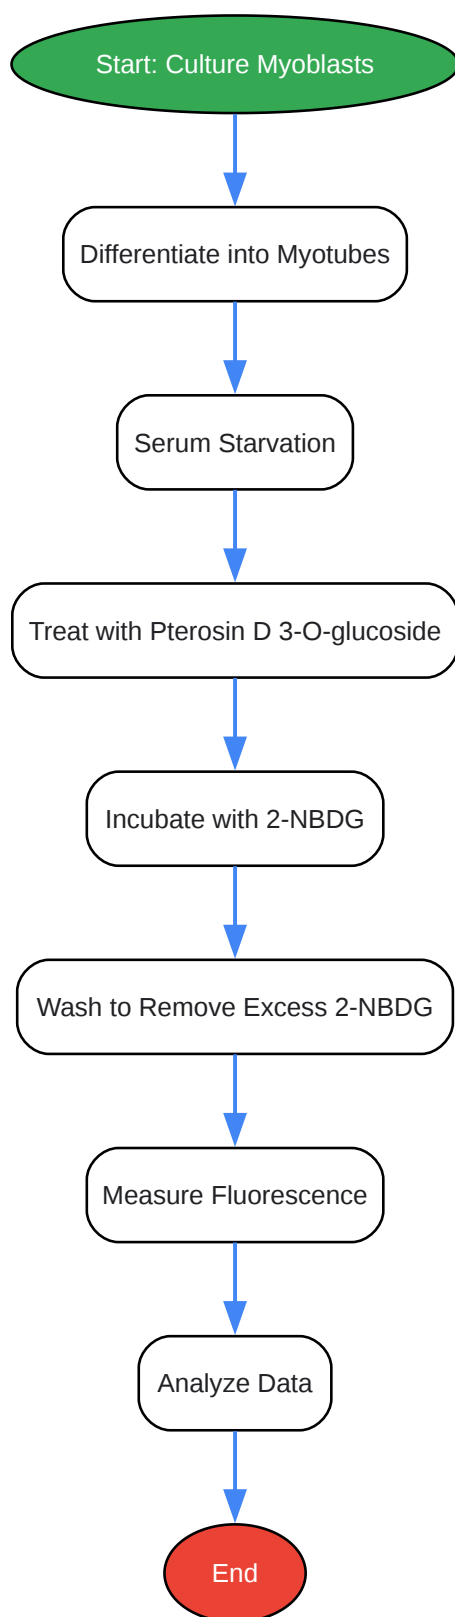 Start: Culture Myoblasts
Differentiate into Myotubes
Serum Starvation
Treat with Pterosin D 3-O-glucoside
Incubate with 2-NBDG
Wash to Remove Excess 2-NBDG
Measure Fluorescence
Analyze Data
End